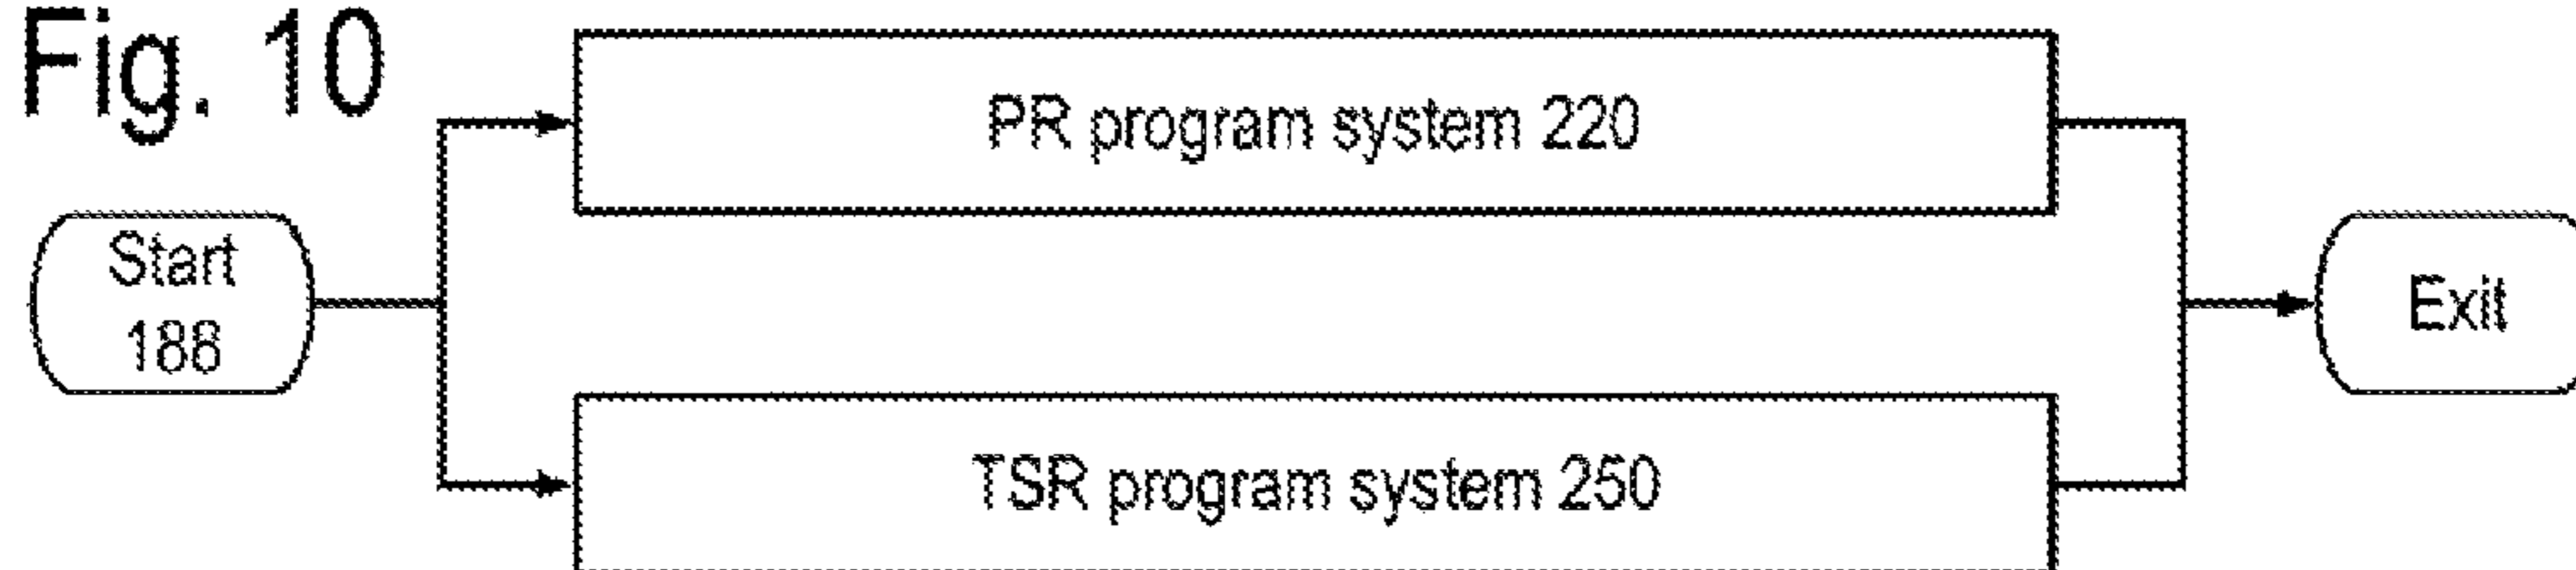 Fig. 10
PR program system 220
Start
188
Exit
TSR program system 250